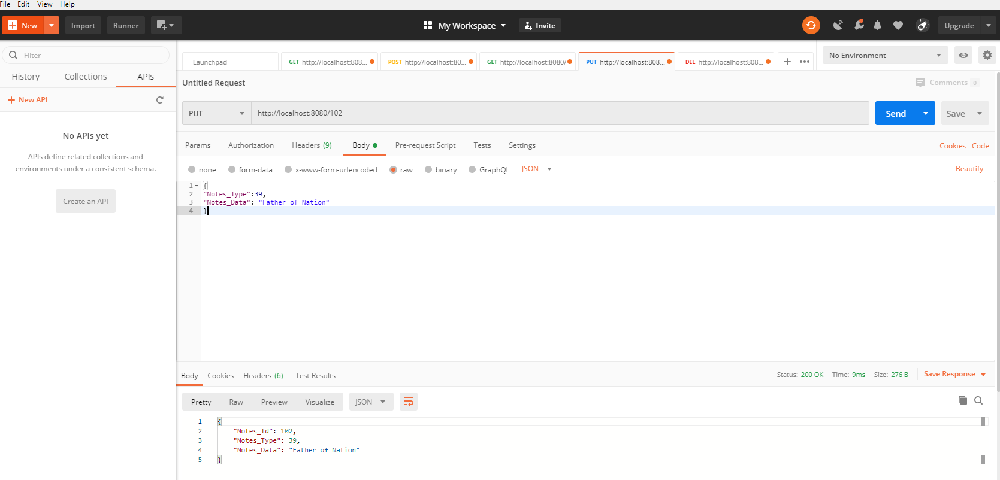 File Edit View Help
New Import Runner My Workspace Invite Upgrade
Filter
History Collections APIs
New API
No APIs yet
APIs define related collections and
environments under a consistent schema.
Create an API
Launchpad GET http://localhost:808... POST http://localhost:80... GET http://localhost:8080/ PUT http://localhost:808... DEL http://localhost:808... No Environment
Untitled Request Comments 0
PUT http://localhost:8080/102 Send Save
Params Authorization Headers (9) Body Pre-request Script Tests Settings Cookies Code
none form-data x-www-form-urlencoded raw binary GraphQL JSON Beautify
1 {
2 "Notes_Type":39,
3 "Notes_Data": "Father of Nation"
4 }
Body Cookies Headers (6) Test Results Status: 200 OK Time: 9ms Size: 276 B Save Response
Pretty Raw Preview Visualize JSON
1 {
2 "Notes_Id": 102,
3 "Notes_Type": 39,
4 "Notes_Data": "Father of Nation"
5 }